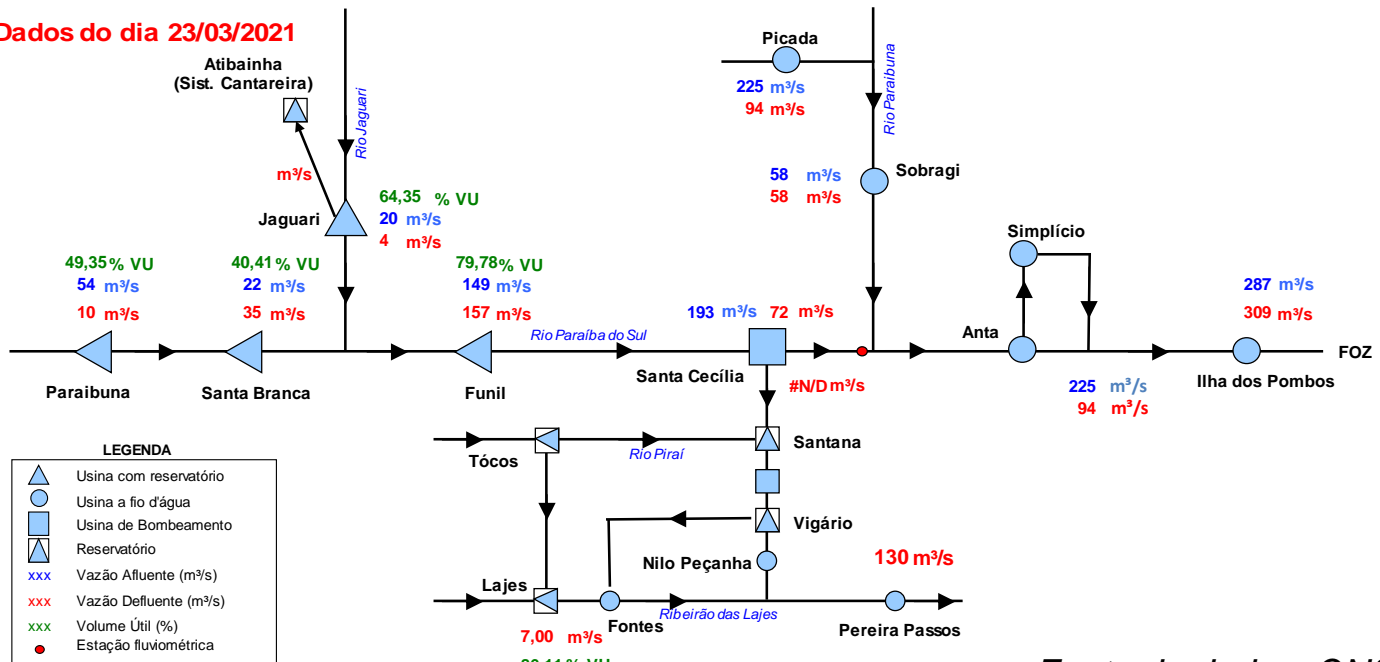 Dados do dia 23/03/2021
Atibainha
(Sist. Cantareira)
Rio Jaguari
m³/s
Jaguari
64,35 % VU
20 m³/s
4 m³/s
Picada
225 m³/s
94 m³/s
Rio Paraibuna
58 m³/s
58 m³/s
Sobragi
Simplício
49,35 % VU
54 m³/s
10 m³/s
Paraibuna
40,41 % VU
22 m³/s
35 m³/s
Santa Branca
79,78 % VU
149 m³/s
157 m³/s
Funil
Rio Paraíba do Sul
193 m³/s 72 m³/s
Santa Cecília
#N/D m³/s
Anta
225 m³/s
94 m³/s
287 m³/s
309 m³/s
Ilha dos Pombos
FOZ
Tócos
Rio Piraí
Santana
Vigário
Nilo Peçanha
130 m³/s
Lajes
Fontes
Ribeirão das Lajes
Pereira Passos
7,00 m³/s
LEGENDA
Usina com reservatório
Usina a fio d'água
Usina de Bombeamento
Reservatório
xxx Vazão Afluente (m³/s)
xxx Vazão Defluente (m³/s)
xxx Volume Útil (%)
Estação fluviométrica